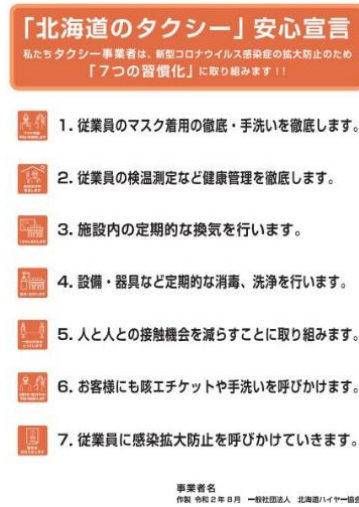 「北海道のタクシー」安心宣言
私たちタクシー事業者は、新型コロナウイルス感染症の拡大防止のため
「７つの習慣化」に取り組みます！！
1. 従業員のマスク着用の徹底・手洗いを徹底します。
2. 従業員の検温測定など健康管理を徹底します。
3. 施設内の定期的な換気を行います。
4. 設備・器具など定期的な消毒、洗浄を行います。
5. 人と人との接触機会を減らすことに取り組みます。
6. お客様にも咳エチケットや手洗いを呼びかけます。
7. 従業員に感染拡大防止を呼びかけていきます。
事業者名
作製 令和２年８月 一般社団法人 北海道ハイヤー協会